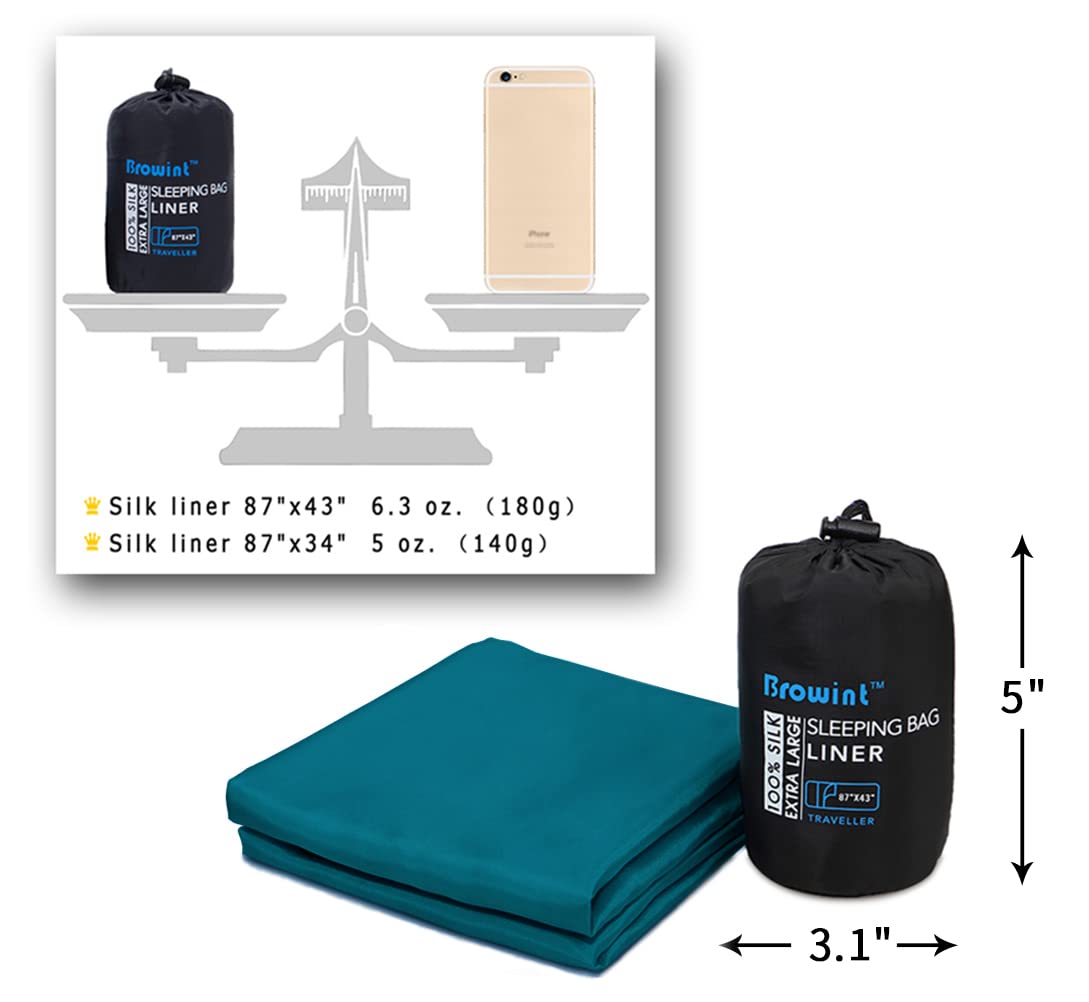 Browint™
100% SILK
EXTRA LARGE
SLEEPING BAG
LINER
87"X43"
TRAVELLER
iPhone
Silk liner 87"x43" 6.3 oz. (180g)
Silk liner 87"x34" 5 oz. (140g)
Browint™
100% SILK
EXTRA LARGE
SLEEPING BAG
LINER
87"X43"
TRAVELLER
5"
3.1"